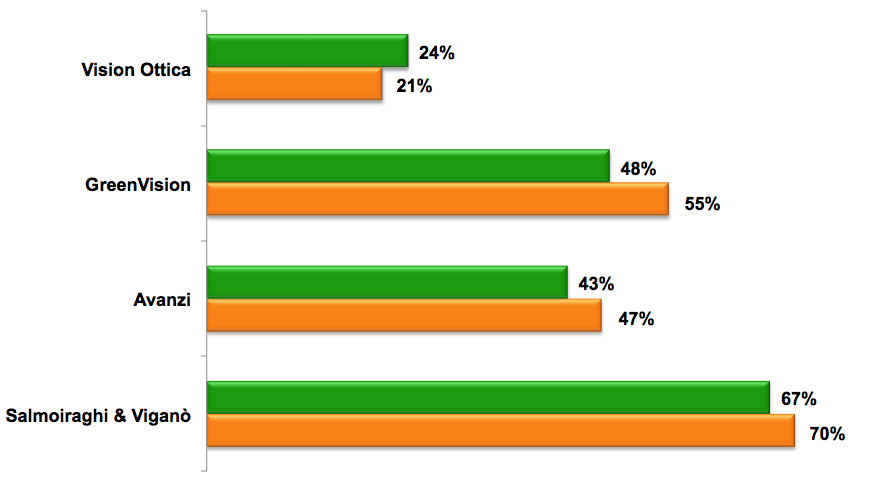 24%
Vision Ottica
21%
48%
GreenVision
55%
43%
Avanzi
47%
67%
Salmoiraghi & Viganò
70%